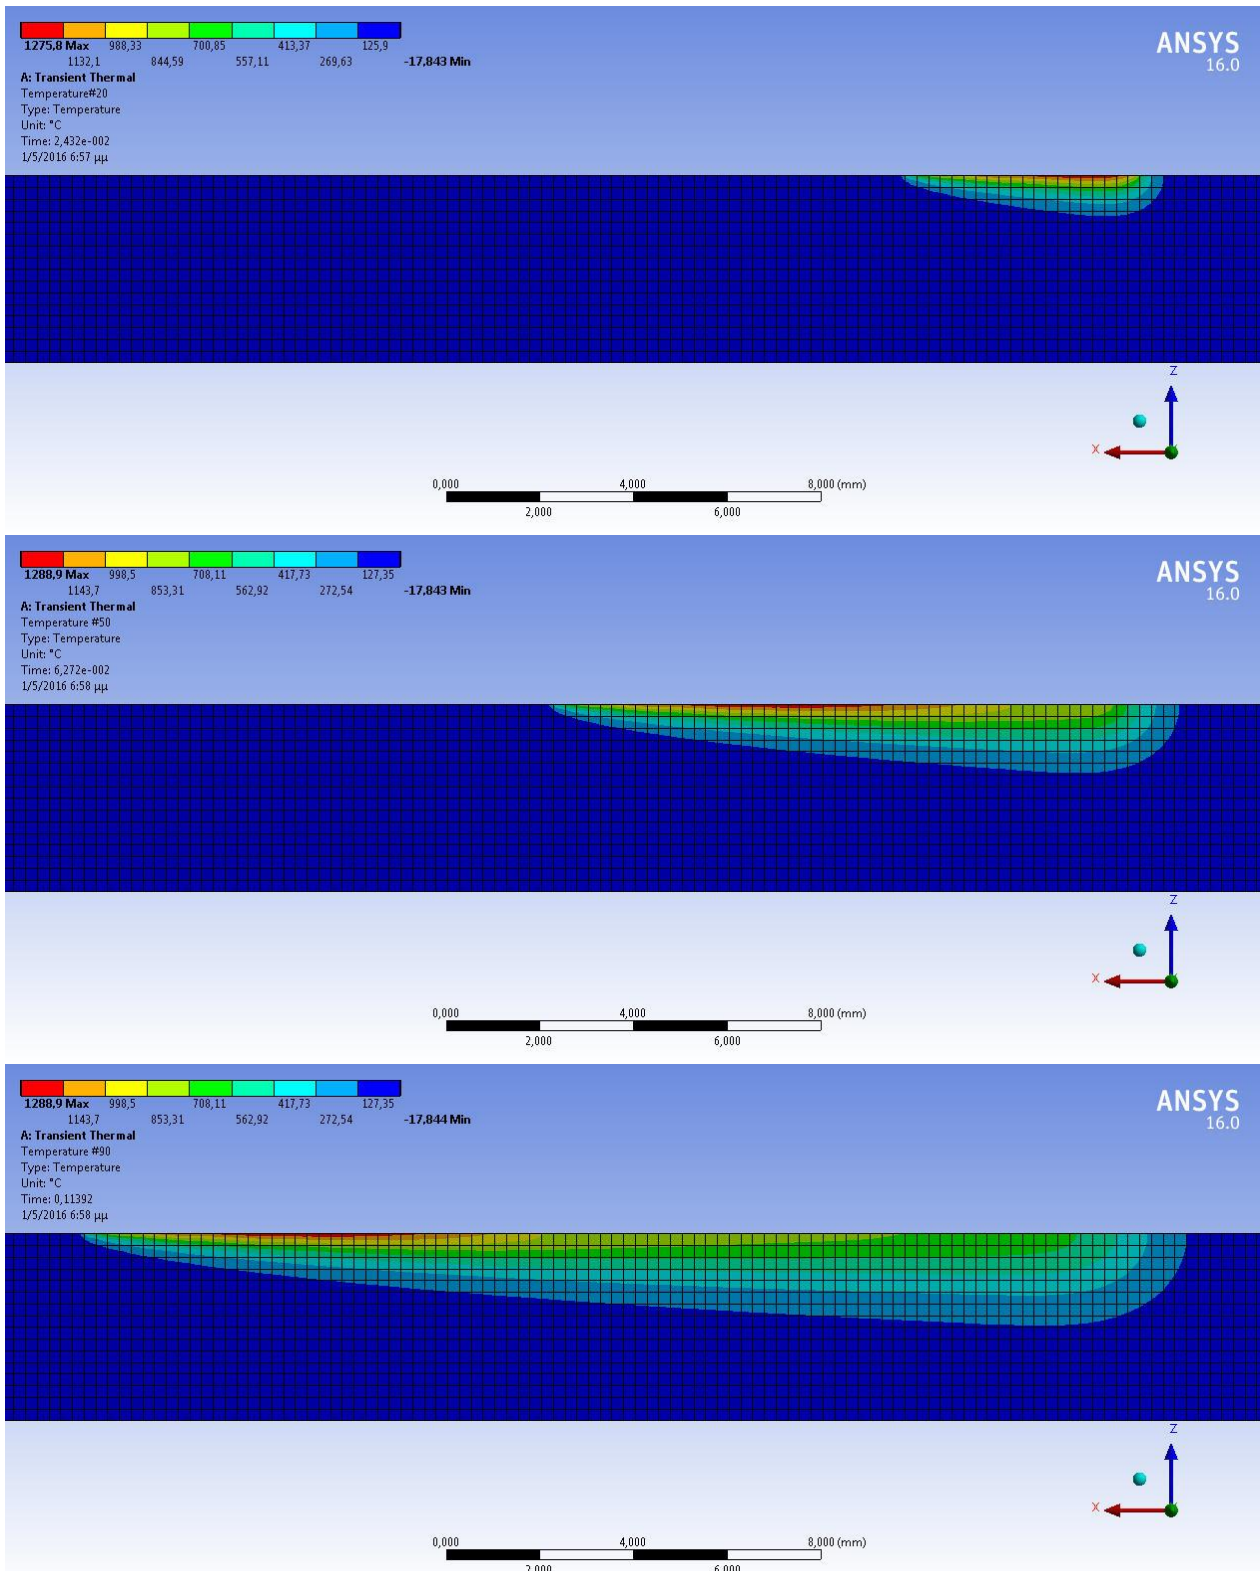 1275,8 Max 988,33 700,85 413,37 125,9
1132,1 844,59 557,11 269,63 -17,843 Min
A: Transient Thermal
Temperature#20
Type: Temperature
Unit: °C
Time: 2,432e-002
1/5/2016 6:57 μμ
ANSYS
16.0
Z
X
0,000 4,000 8,000 (mm)
2,000 6,000
1288,9 Max 998,5 708,11 417,73 127,35
1143,7 853,31 562,92 272,54 -17,843 Min
A: Transient Thermal
Temperature #50
Type: Temperature
Unit: °C
Time: 6,272e-002
1/5/2016 6:58 μμ
ANSYS
16.0
Z
X
0,000 4,000 8,000 (mm)
2,000 6,000
1288,9 Max 998,5 708,11 417,73 127,35
1143,7 853,31 562,92 272,54 -17,844 Min
A: Transient Thermal
Temperature #90
Type: Temperature
Unit: °C
Time: 0,11392
1/5/2016 6:58 μμ
ANSYS
16.0
Z
X
0,000 4,000 8,000 (mm)
2,000 6,000